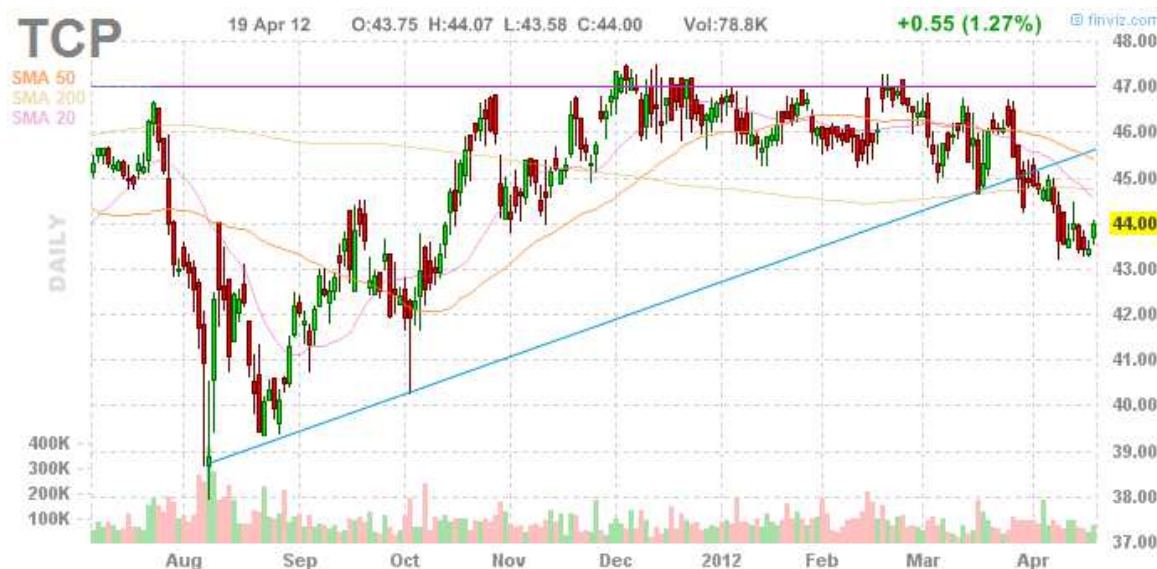 TCP 19 Apr 12 O:43.75 H:44.07 L:43.58 C:44.00 Vol:78.8K +0.55 (1.27%) © finviz.com
SMA 50
SMA 200
SMA 20
DAILY
48.00
47.00
46.00
45.00
44.00
43.00
42.00
41.00
40.00
39.00
38.00
37.00
400K
300K
200K
100K
Aug Sep Oct Nov Dec 2012 Feb Mar Apr